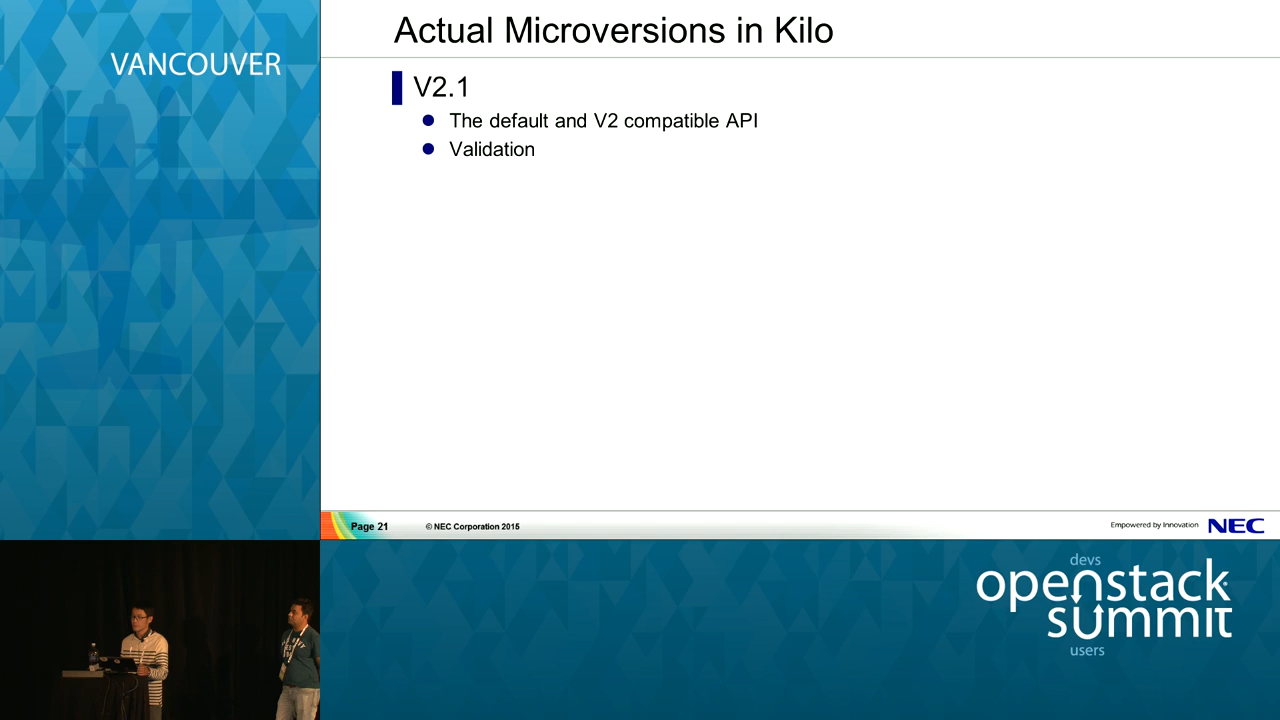 VANCOUVER
Actual Microversions in Kilo
V2.1
The default and V2 compatible API
Validation
Page 21
© NEC Corporation 2015
Empowered by Innovation
NEC
devs
openstack
summit
users